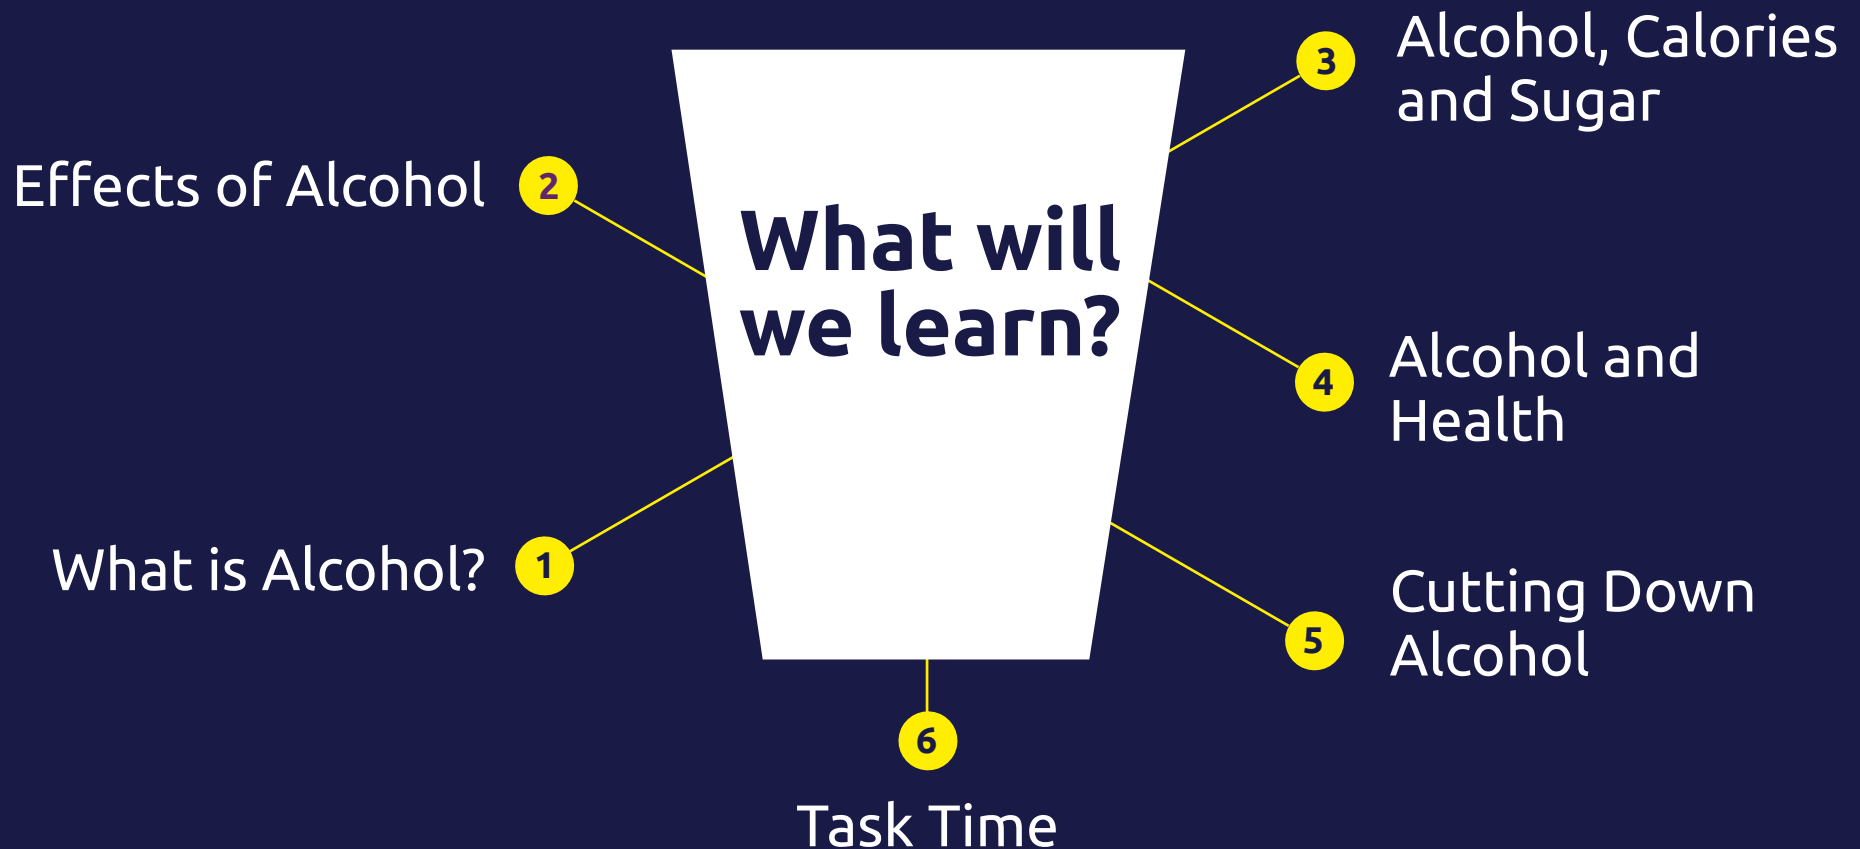 What will
we learn?
1
What is Alcohol?
2
Effects of Alcohol
3
Alcohol, Calories
and Sugar
4
Alcohol and
Health
5
Cutting Down
Alcohol
6
Task Time